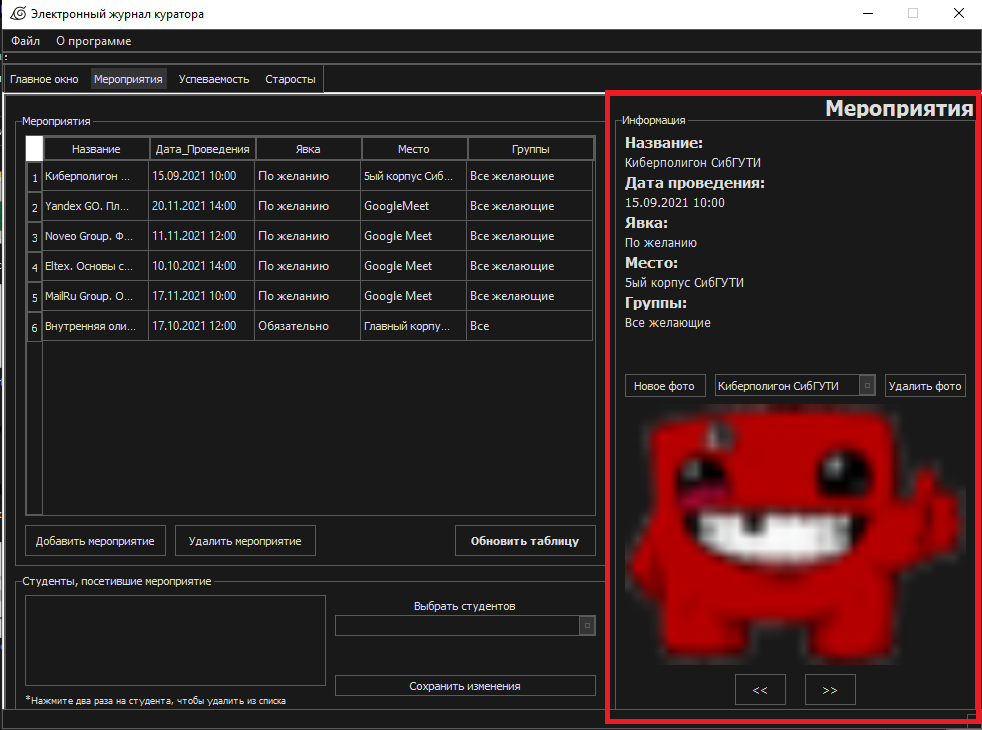 Электронный журнал куратора
Файл О программе
Главное окно Мероприятия Успеваемость Старосты
Мероприятия
Название Дата_Проведения Явка Место Группы
1 Киберполигон ... 15.09.2021 10:00 По желанию 5ый корпус Сиб... Все желающие
2 Yandex GO. Пл... 20.11.2021 14:00 По желанию GoogleMeet Все желающие
3 Noveo Group. Ф... 11.11.2021 12:00 По желанию Google Meet Все желающие
4 Eltex. Основы с... 10.10.2021 14:00 По желанию Google Meet Все желающие
5 MailRu Group. О... 17.11.2021 10:00 По желанию Google Meet Все желающие
6 Внутренняя оли... 17.10.2021 12:00 Обязательно Главный корпу... Все
Добавить мероприятие Удалить мероприятие Обновить таблицу
Студенты, посетившие мероприятие
Выбрать студентов
Сохранить изменения
*Нажмите два раза на студента, чтобы удалить из списка
Мероприятия
Информация
Название:
Киберполигон СибГУТИ
Дата проведения:
15.09.2021 10:00
Явка:
По желанию
Место:
5ый корпус СибГУТИ
Группы:
Все желающие
Новое фото Киберполигон СибГУТИ Удалить фото
<< >>